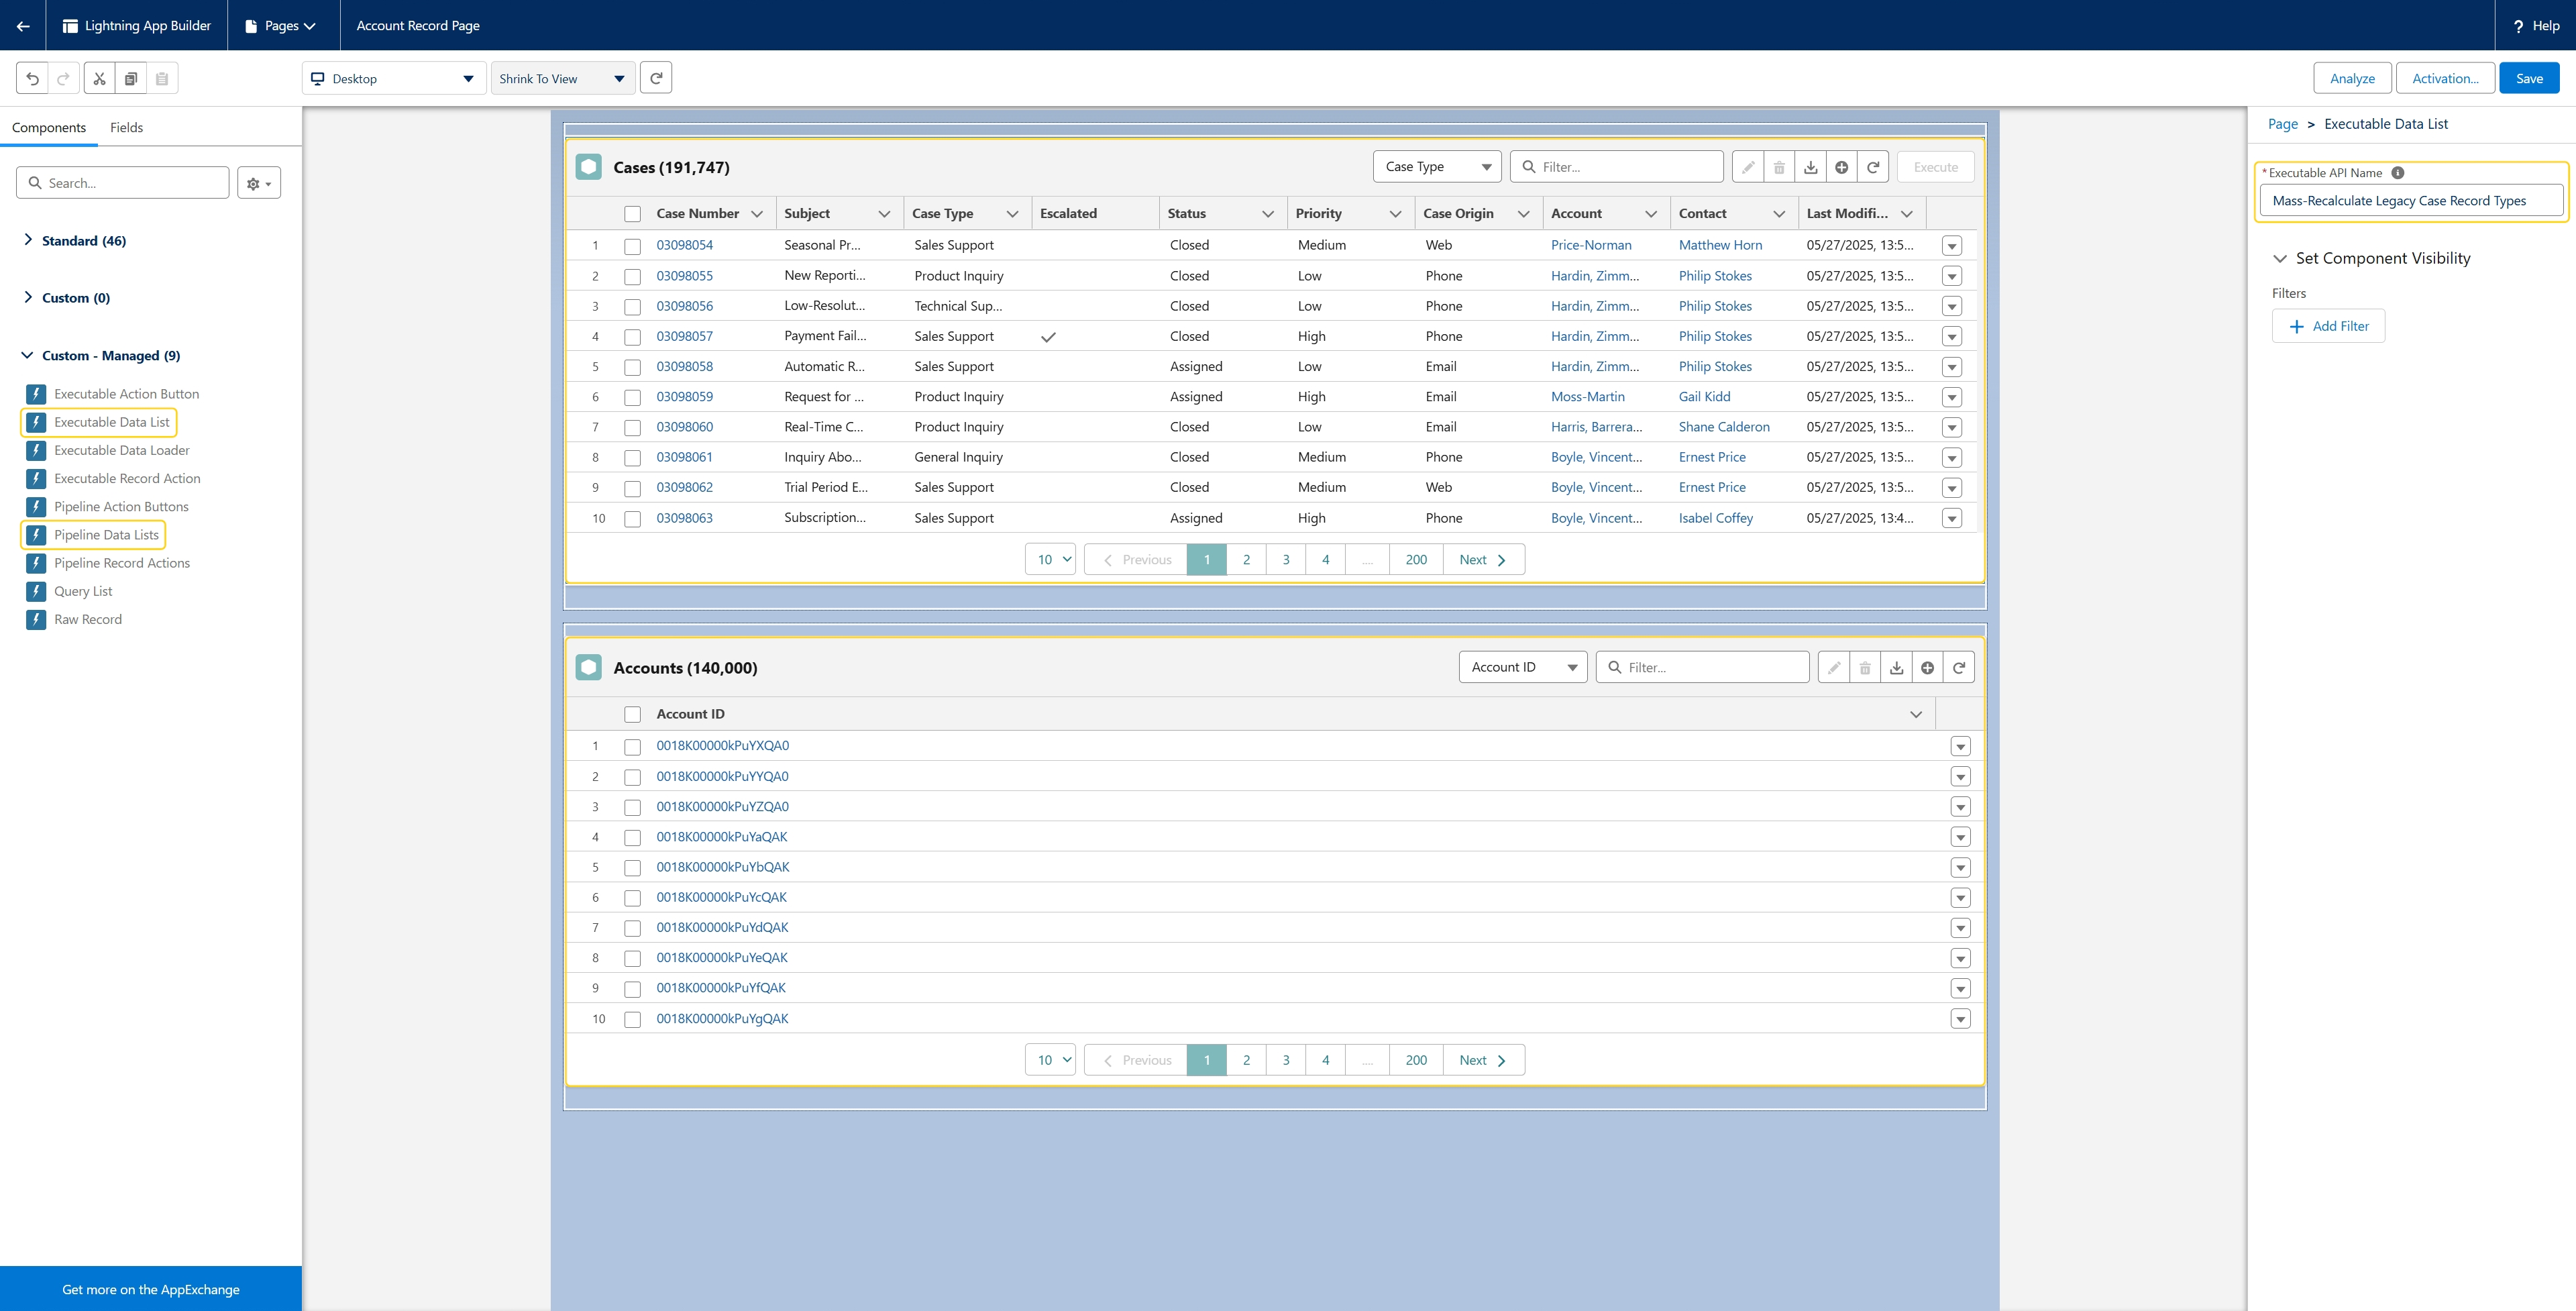 Lightning App Builder
Pages
Account Record Page
? Help
Desktop
Shrink To View
Analyze
Activation...
Save
Components
Fields
Search...
Standard (46)
Custom (0)
Custom - Managed (9)
Executable Action Button
Executable Data List
Executable Data Loader
Executable Record Action
Pipeline Action Buttons
Pipeline Data Lists
Pipeline Record Actions
Query List
Raw Record
Get more on the AppExchange
Cases (191,747)
Case Type
Filter...
Execute
Case Number Subject Case Type Escalated Status Priority Case Origin Account Contact Last Modifi...
1 03098054 Seasonal Pr... Sales Support Closed Medium Web Price-Norman Matthew Horn 05/27/2025, 13:5...
2 03098055 New Reporti... Product Inquiry Closed Low Phone Hardin, Zimm... Philip Stokes 05/27/2025, 13:5...
3 03098056 Low-Resolut... Technical Sup... Closed Low Phone Hardin, Zimm... Philip Stokes 05/27/2025, 13:5...
4 03098057 Payment Fail... Sales Support Closed High Phone Hardin, Zimm... Philip Stokes 05/27/2025, 13:5...
5 03098058 Automatic R... Sales Support Assigned Low Email Hardin, Zimm... Philip Stokes 05/27/2025, 13:5...
6 03098059 Request for ... Product Inquiry Assigned High Email Moss-Martin Gail Kidd 05/27/2025, 13:5...
7 03098060 Real-Time C... Product Inquiry Closed Low Email Harris, Barrera... Shane Calderon 05/27/2025, 13:5...
8 03098061 Inquiry Abo... General Inquiry Closed Medium Phone Boyle, Vincent... Ernest Price 05/27/2025, 13:5...
9 03098062 Trial Period E... Sales Support Closed Medium Web Boyle, Vincent... Ernest Price 05/27/2025, 13:5...
10 03098063 Subscription... Sales Support Assigned High Phone Boyle, Vincent... Isabel Coffey 05/27/2025, 13:4...
10 Previous 1 2 3 4 .... 200 Next
Accounts (140,000)
Account ID
Filter...
Account ID
1 0018K00000kPuYXQA0
2 0018K00000kPuYYQA0
3 0018K00000kPuYZQA0
4 0018K00000kPuYaQAK
5 0018K00000kPuYbQAK
6 0018K00000kPuYcQAK
7 0018K00000kPuYdQAK
8 0018K00000kPuYeQAK
9 0018K00000kPuYfQAK
10 0018K00000kPuYgQAK
10 Previous 1 2 3 4 .... 200 Next
Page > Executable Data List
* Executable API Name
Mass-Recalculate Legacy Case Record Types
Set Component Visibility
Filters
Add Filter